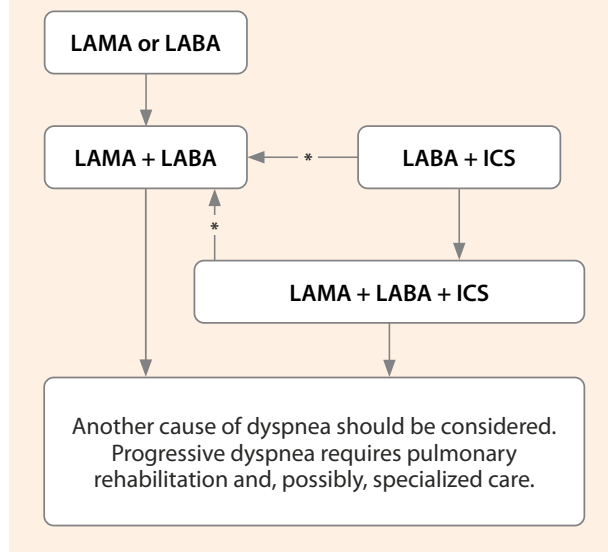 LAMA or LABA
LAMA + LABA
*
LABA + ICS
*
LAMA + LABA + ICS
Another cause of dyspnea should be considered.
Progressive dyspnea requires pulmonary
rehabilitation and, possibly, specialized care.